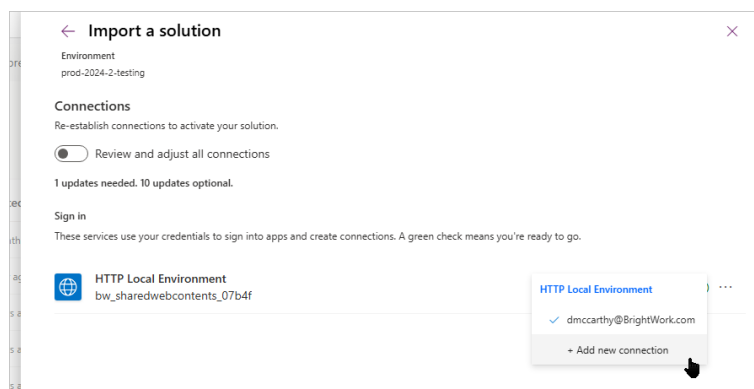 Import a solution
Environment
prod-2024-2-testing
Connections
Re-establish connections to activate your solution.
Review and adjust all connections
1 updates needed. 10 updates optional.
Sign in
These services use your credentials to sign into apps and create connections. A green check means you're ready to go.
HTTP Local Environment
bw_sharedwebcontents_07b4f
HTTP Local Environment
dmccarthy@BrightWork.com
+ Add new connection